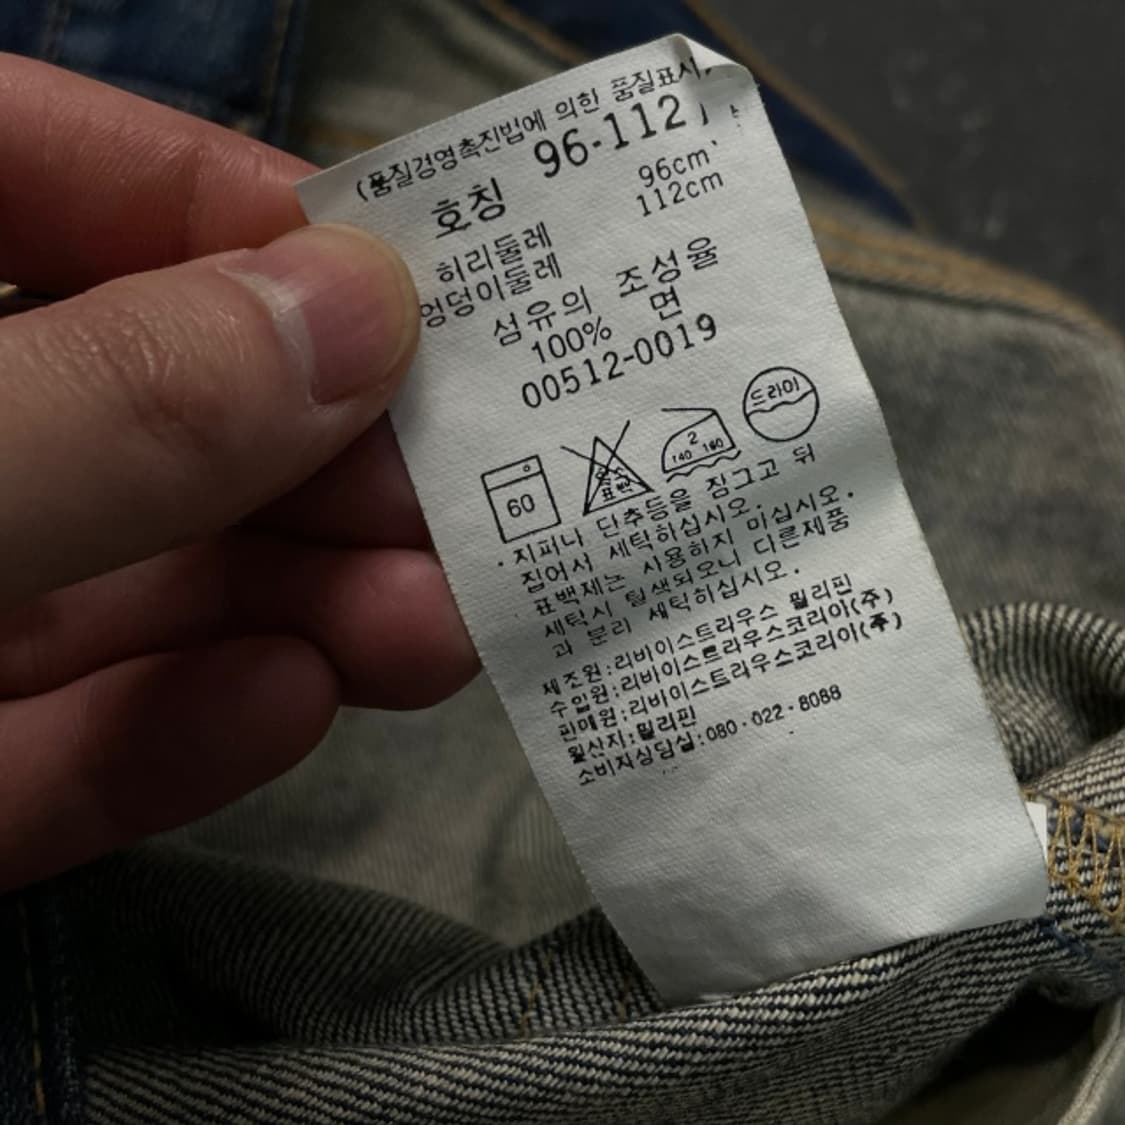 (품질경영촉진법에 의한 품질표시
호칭 96-112
허리둘레 96cm
엉덩이둘레 112cm
섬유의 조성율
100% 면
00512-0019
60
표백
2
140 160
드라이
·지퍼나 단추등을 잠그고 뒤
집어서 세탁하십시오.
표백제는 사용하지 마십시오.
세탁시 탈색되오니 다른제품
과 분리 세탁하십시오.
제조원:리바이스트라우스 필리핀
수입원:리바이스트라우스코리아(주)
판매원:리바이스트라우스코리아(주)
원산지:필리핀
소비자상담실:080·022·8088